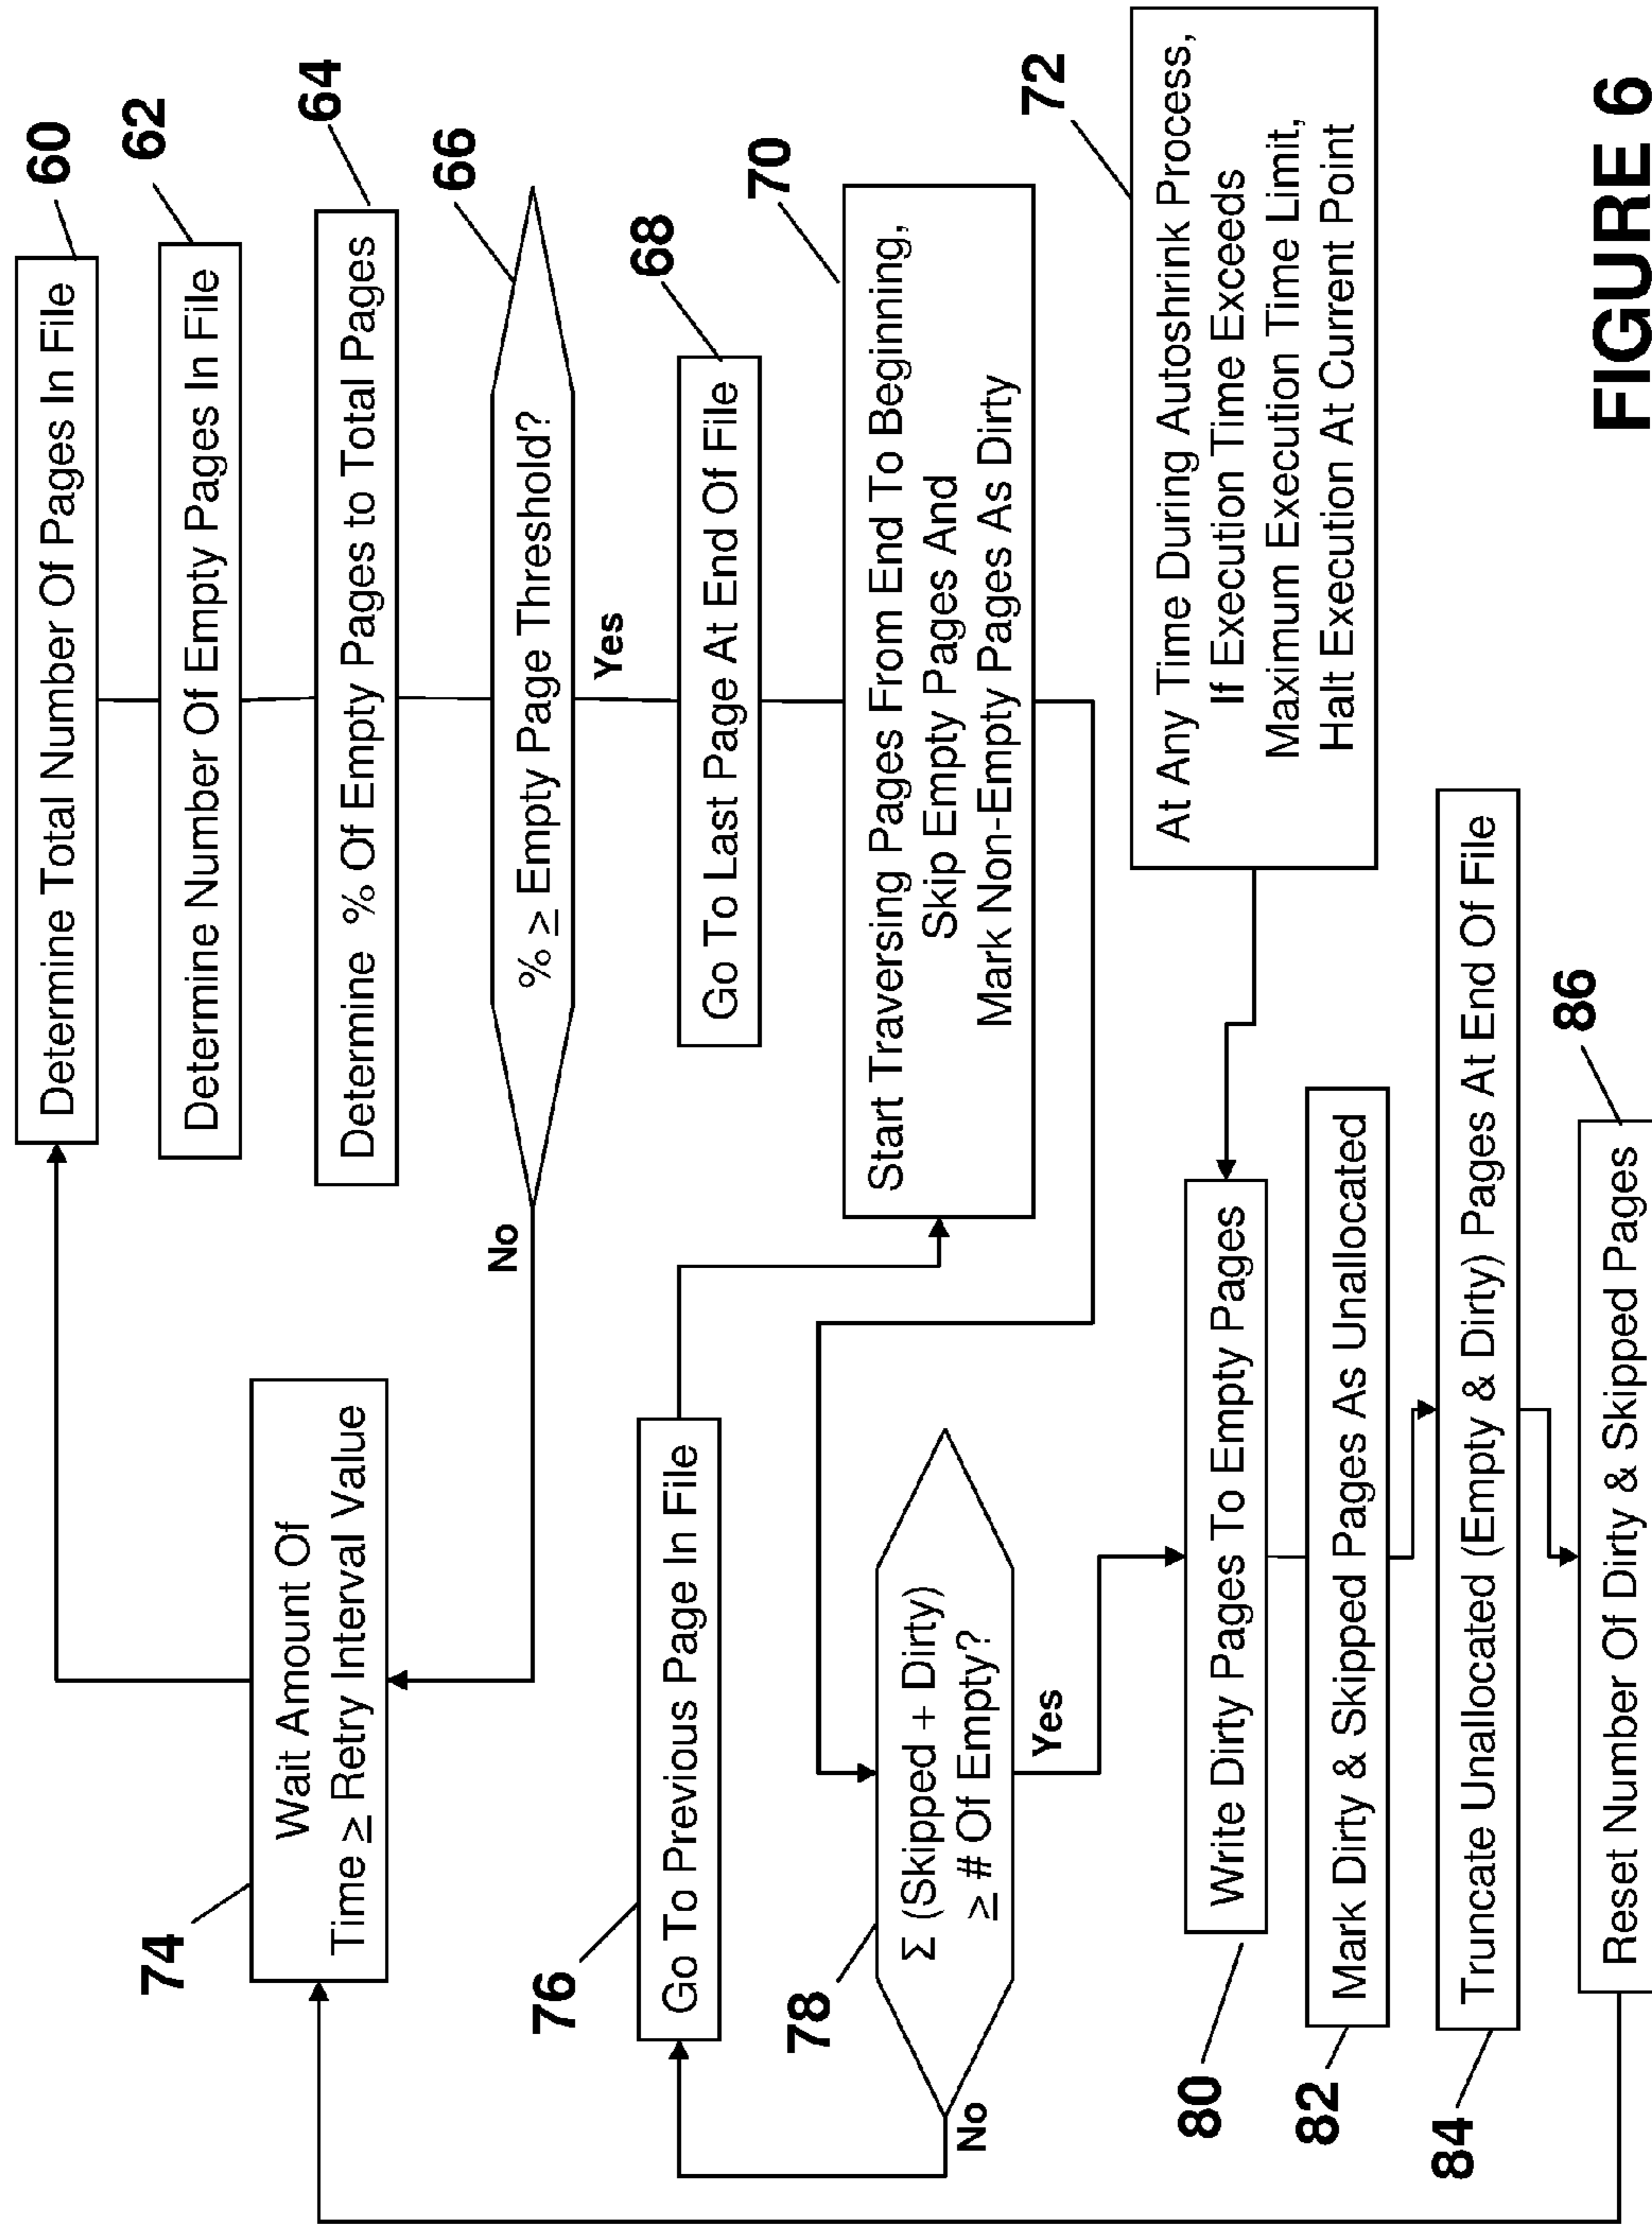 60
Determine Total Number Of Pages In File
62
Determine Number Of Empty Pages In File
64
Determine % Of Empty Pages to Total Pages
66
% ≥ Empty Page Threshold?
No
Yes
68
Go To Last Page At End Of File
70
Start Traversing Pages From End To Beginning,
Skip Empty Pages And
Mark Non-Empty Pages As Dirty
72
At Any Time During Autoshrink Process,
If Execution Time Exceeds
Maximum Execution Time Limit,
Halt Execution At Current Point
74
Wait Amount Of
Time ≥ Retry Interval Value
76
Go To Previous Page In File
78
Σ (Skipped + Dirty)
≥ # Of Empty?
No
Yes
80
Write Dirty Pages To Empty Pages
82
Mark Dirty & Skipped Pages As Unallocated
84
Truncate Unallocated (Empty & Dirty) Pages At End Of File
86
Reset Number Of Dirty & Skipped Pages
FIGURE 6